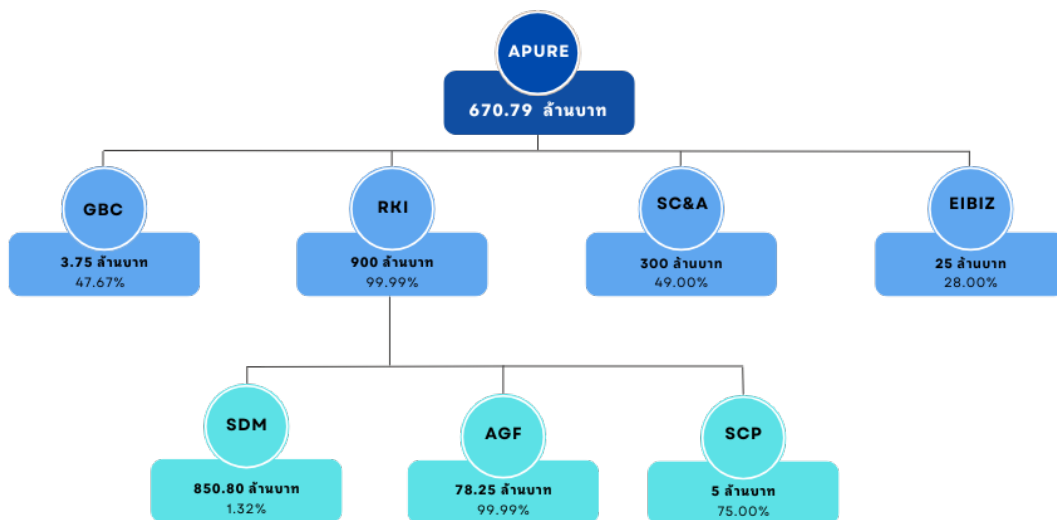 APURE
670.79 ล้านบาท
GBC
3.75 ล้านบาท
47.67%
RKI
900 ล้านบาท
99.99%
SC&A
300 ล้านบาท
49.00%
EIBIZ
25 ล้านบาท
28.00%
SDM
850.80 ล้านบาท
1.32%
AGF
78.25 ล้านบาท
99.99%
SCP
5 ล้านบาท
75.00%